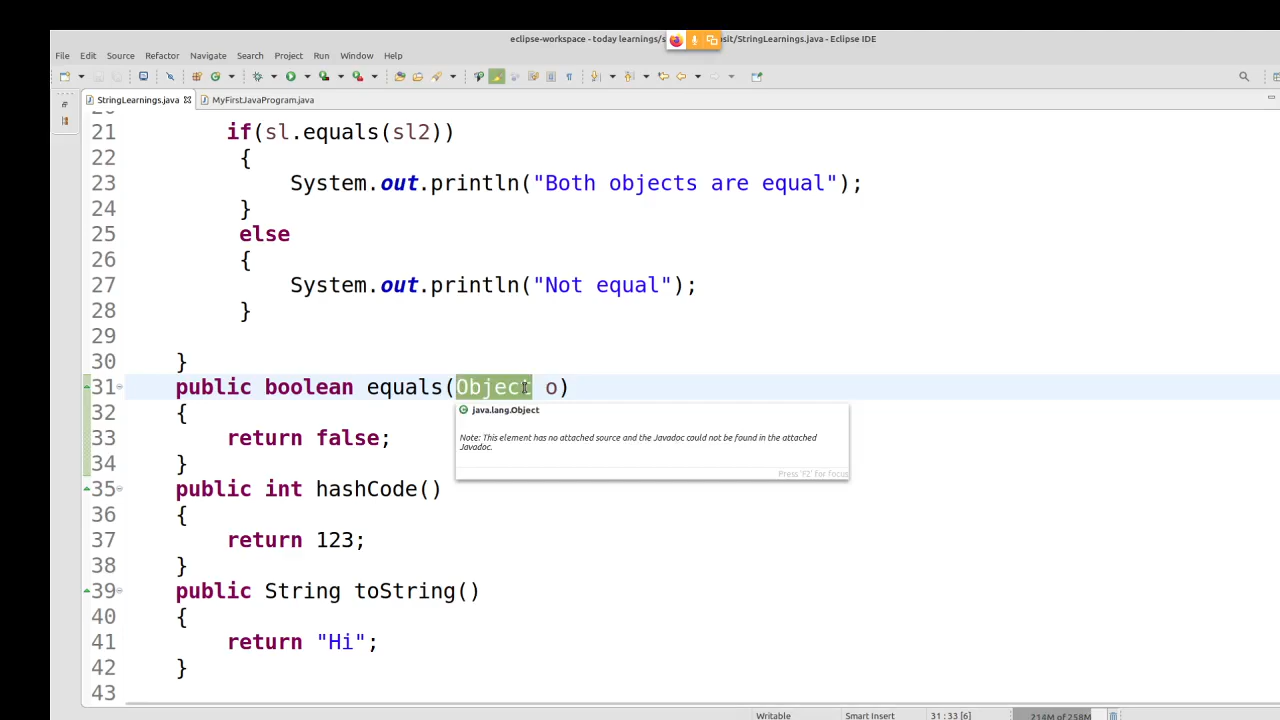 eclipse-workspace - today learnings/s sit/StringLearnings.java - Eclipse IDE
File Edit Source Refactor Navigate Search Project Run Window Help
StringLearnings.java MyFirstJavaProgram.java
20
21 if(sl.equals(sl2))
22 {
23 System.out.println("Both objects are equal");
24 }
25 else
26 {
27 System.out.println("Not equal");
28 }
29
30 }
31 public boolean equals(Object o)
java.lang.Object
Note: This element has no attached source and the Javadoc could not be found in the attached
Javadoc.
Press 'F2' for focus
32 {
33 return false;
34 }
35 public int hashCode()
36 {
37 return 123;
38 }
39 public String toString()
40 {
41 return "Hi";
42 }
43
Writable Smart Insert 31 : 33 [6] 214M of 258M